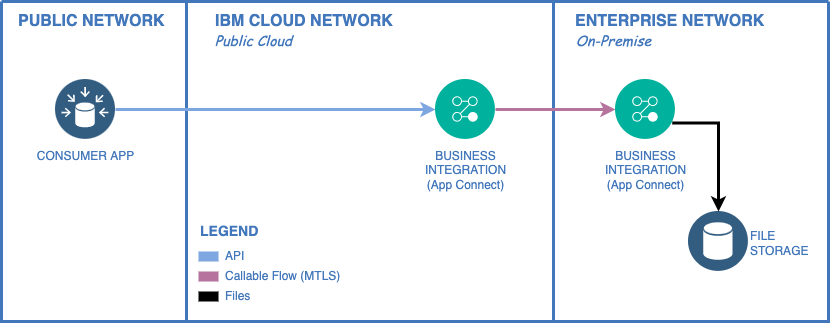 PUBLIC NETWORK
IBM CLOUD NETWORK
Public Cloud
ENTERPRISE NETWORK
On-Premise
CONSUMER APP
BUSINESS
INTEGRATION
(App Connect)
BUSINESS
INTEGRATION
(App Connect)
FILE
STORAGE
LEGEND
API
Callable Flow (MTLS)
Files